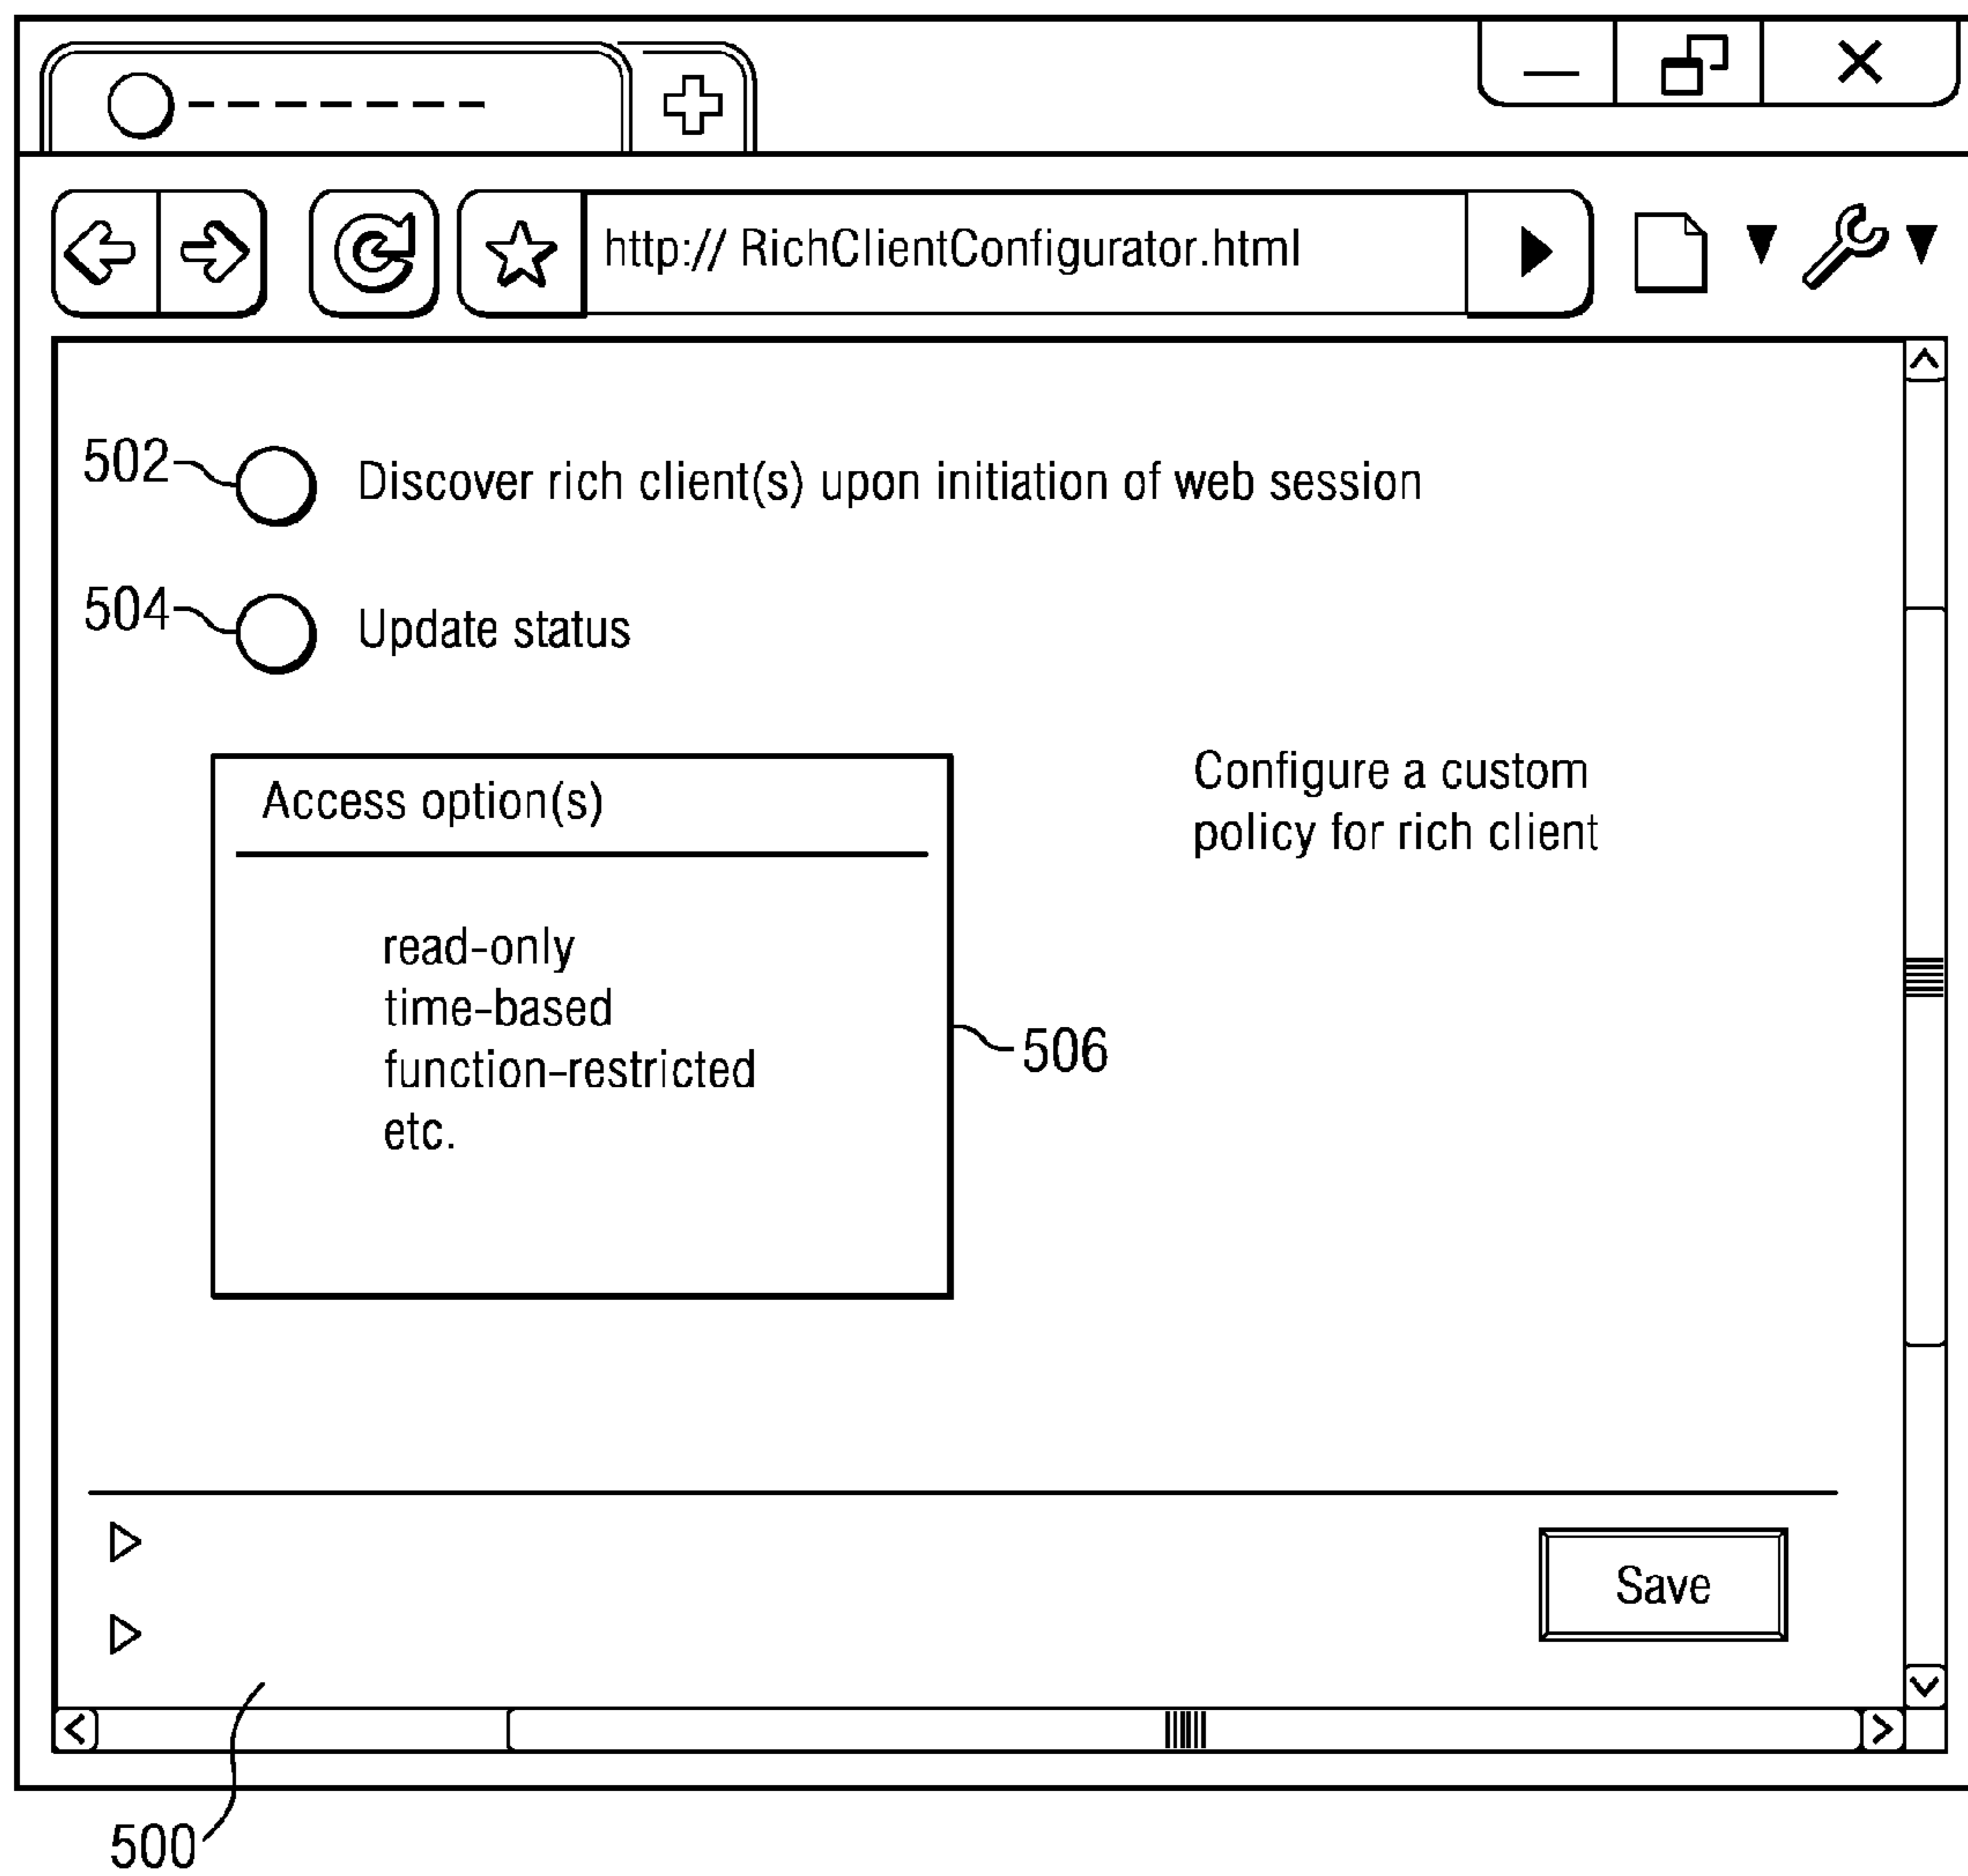 http:// RichClientConfigurator.html
502
Discover rich client(s) upon initiation of web session
504
Update status
Access option(s)
read-only
time-based
function-restricted
etc.
506
Configure a custom
policy for rich client
Save
500